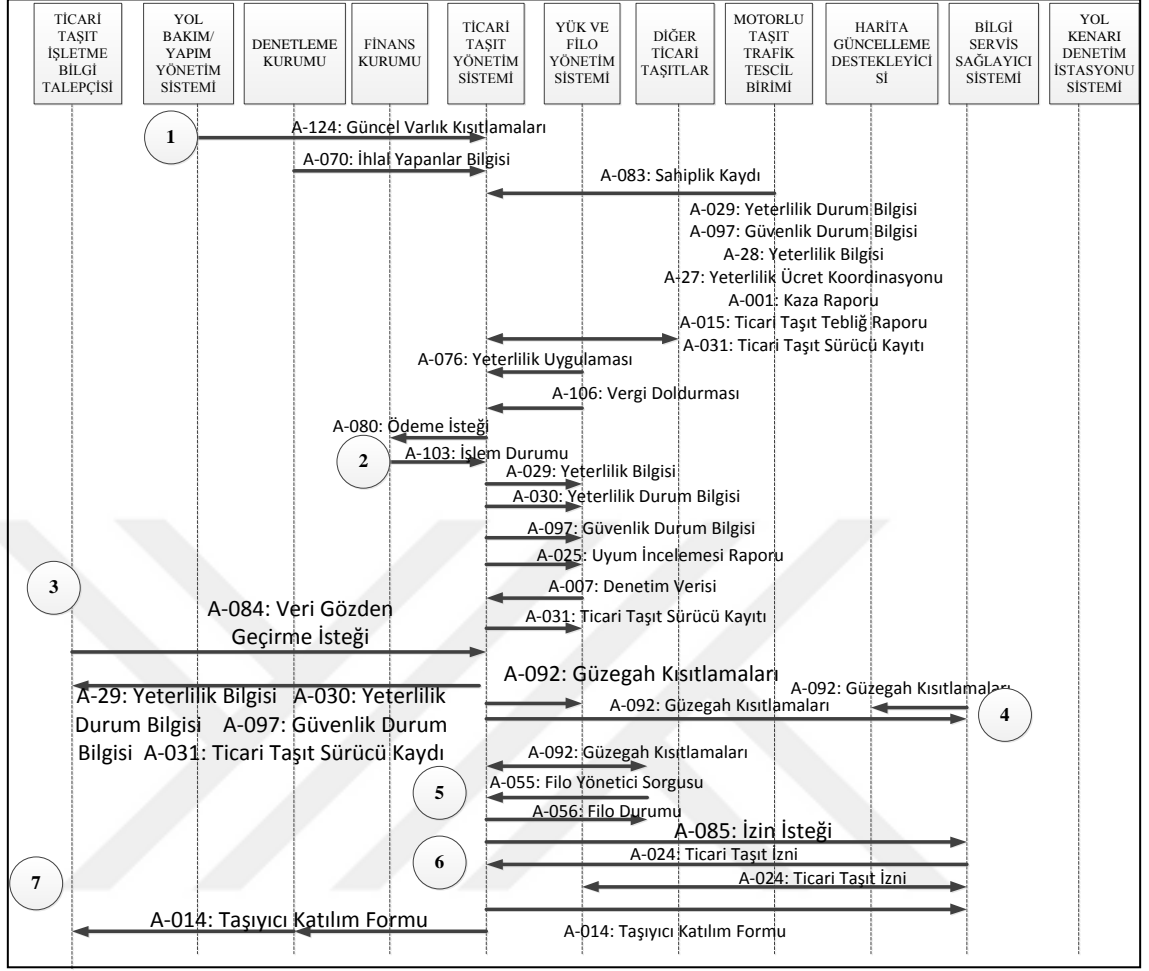 TİCARİ
TAŞIT
İŞLETME
BİLGİ
TALEPÇİSİ
YOL
BAKIM/
YAPIM
YÖNETİM
SİSTEMİ
DENETLEME
KURUMU
FİNANS
KURUMU
TİCARİ
TAŞIT
YÖNETİM
SİSTEMİ
YÜK VE
FİLO
YÖNETİM
SİSTEMİ
DİĞER
TİCARİ
TAŞITLAR
MOTORLU
TAŞIT
TRAFİK
TESCİL
BİRİMİ
HARİTA
GÜNCELLEME
DESTEKLEYİCİ
Sİ
BİLGİ
SERVİS
SAĞLAYICI
SİSTEMİ
YOL
KENARI
DENETİM
İSTASYONU
SİSTEMİ
1
A-124: Güncel Varlık Kısıtlamaları
A-070: İhlal Yapanlar Bilgisi
A-083: Sahiplik Kaydı
A-029: Yeterlilik Durum Bilgisi
A-097: Güvenlik Durum Bilgisi
A-28: Yeterlilik Bilgisi
A-27: Yeterlilik Ücret Koordinasyonu
A-001: Kaza Raporu
A-015: Ticari Taşıt Tebliğ Raporu
A-031: Ticari Taşıt Sürücü Kayıtı
A-076: Yeterlilik Uygulaması
A-106: Vergi Doldurması
A-080: Ödeme İsteği
2
A-103: İşlem Durumu
A-029: Yeterlilik Bilgisi
A-030: Yeterlilik Durum Bilgisi
A-097: Güvenlik Durum Bilgisi
A-025: Uyum İncelemesi Raporu
3
A-007: Denetim Verisi
A-084: Veri Gözden
Geçirme İsteği
A-031: Ticari Taşıt Sürücü Kayıtı
A-092: Güzegah Kısıtlamaları
A-29: Yeterlilik Bilgisi A-030: Yeterlilik
Durum Bilgisi A-097: Güvenlik Durum
Bilgisi A-031: Ticari Taşıt Sürücü Kaydı
A-092: Güzegah Kısıtlamaları
A-092: Güzegah Kısıtlamaları
4
A-092: Güzegah Kısıtlamaları
5
A-055: Filo Yönetici Sorgusu
A-056: Filo Durumu
A-085: İzin İsteği
6
A-024: Ticari Taşıt İzni
A-024: Ticari Taşıt İzni
7
A-014: Taşıyıcı Katılım Formu
A-014: Taşıyıcı Katılım Formu